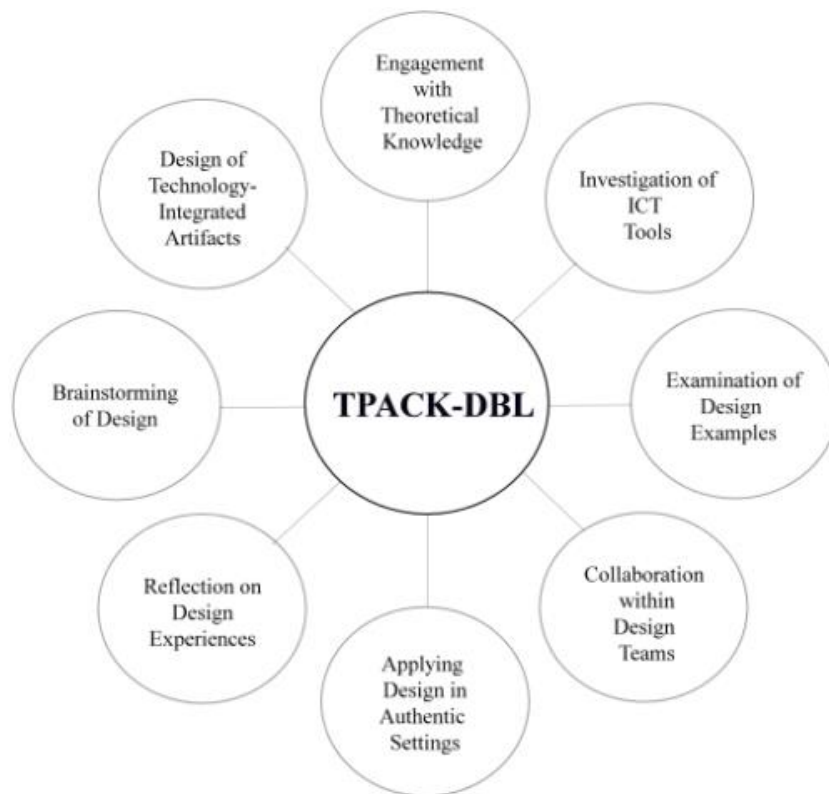 Engagement
with
Theoretical
Knowledge
Design of
Technology-
Integrated
Artifacts
Investigation of
ICT
Tools
Brainstorming
of Design
TPACK-DBL
Examination of
Design
Examples
Reflection on
Design
Experiences
Collaboration
within
Design
Teams
Applying
Design in
Authentic
Settings